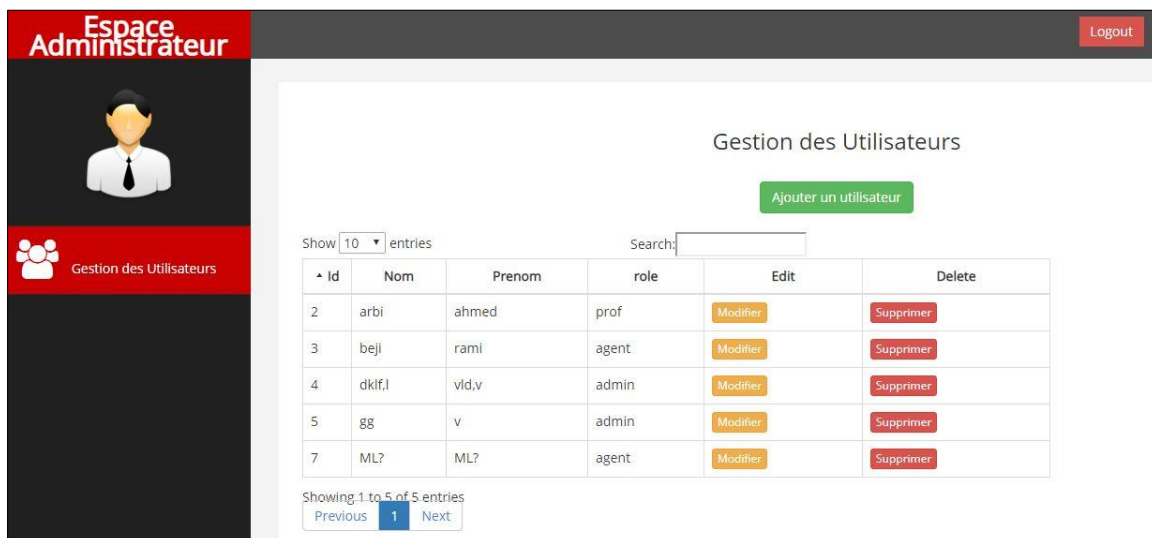 Espace
Administrateur
Logout
Gestion des Utilisateurs
Gestion des Utilisateurs
Ajouter un utilisateur
Show 10 entries Search:
Id Nom Prenom role Edit Delete
2 arbi ahmed prof Modifier Supprimer
3 beji rami agent Modifier Supprimer
4 dklf,l vld,v admin Modifier Supprimer
5 gg v admin Modifier Supprimer
7 ML? ML? agent Modifier Supprimer
Showing 1 to 5 of 5 entries
Previous 1 Next